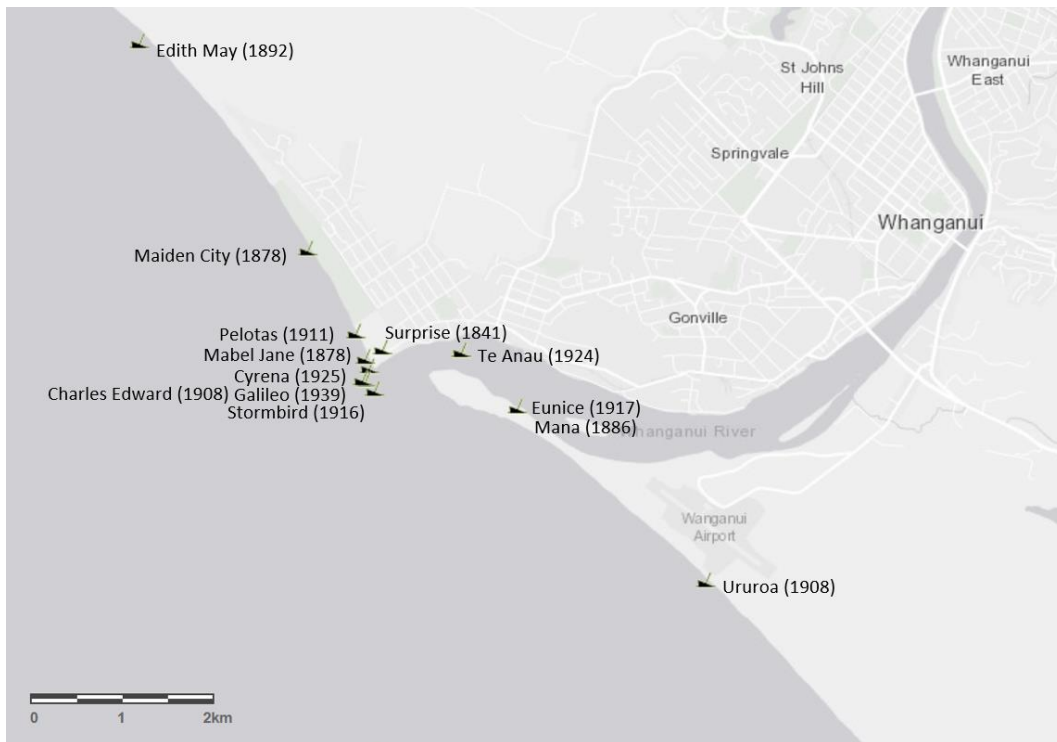 Edith May (1892)
St Johns
Hill
Whanganui
East
Springvale
Whanganui
Maiden City (1878)
Gonville
Pelotas (1911)
Surprise (1841)
Mabel Jane (1878)
Te Anau (1924)
Cyrena (1925)
Charles Edward (1908) Galileo (1939)
Stormbird (1916)
Eunice (1917)
Mana (1886)
Whanganui River
Wanganui
Airport
Ururoa (1908)
0 1 2km